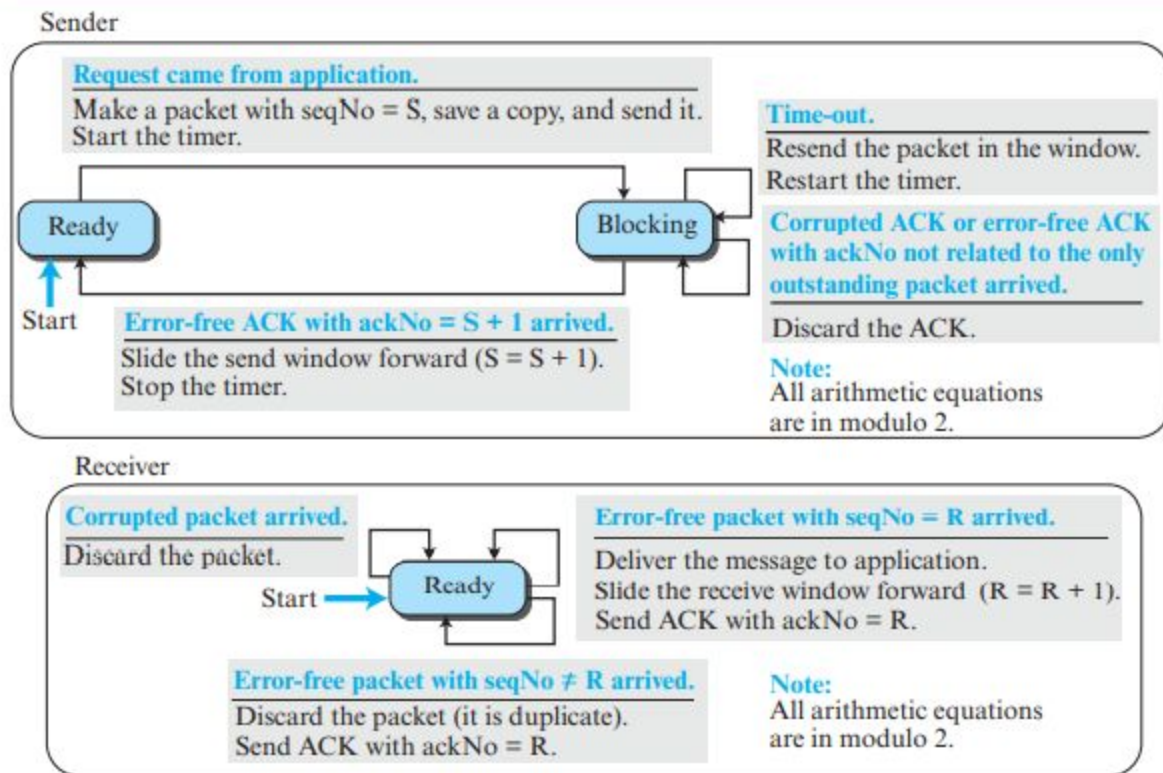 Sender
Request came from application.
Make a packet with seqNo = S, save a copy, and send it.
Start the timer.
Time-out.
Resend the packet in the window.
Restart the timer.
Ready
Blocking
Corrupted ACK or error-free ACK
with ackNo not related to the only
outstanding packet arrived.
Discard the ACK.
Start
Error-free ACK with ackNo = S + 1 arrived.
Slide the send window forward (S = S + 1).
Stop the timer.
Note:
All arithmetic equations
are in modulo 2.
Receiver
Corrupted packet arrived.
Discard the packet.
Error-free packet with seqNo = R arrived.
Deliver the message to application.
Slide the receive window forward (R = R + 1).
Send ACK with ackNo = R.
Ready
Start
Error-free packet with seqNo ≠ R arrived.
Discard the packet (it is duplicate).
Send ACK with ackNo = R.
Note:
All arithmetic equations
are in modulo 2.